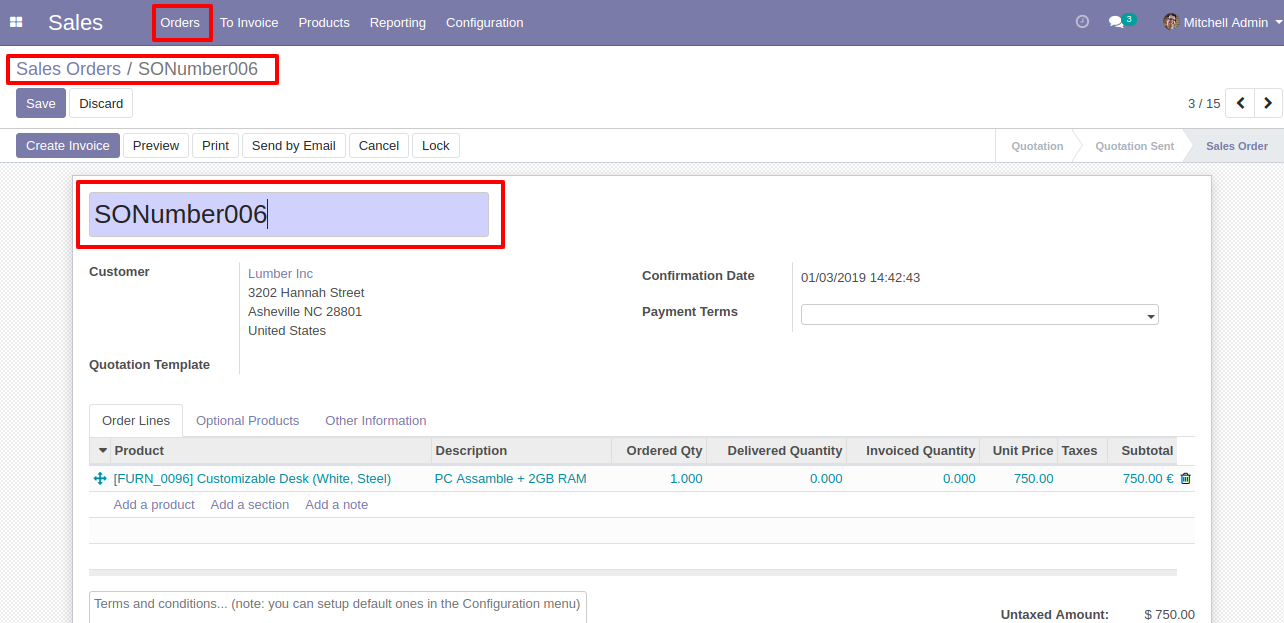 Sales Orders To Invoice Products Reporting Configuration 3 Mitchell Admin
Sales Orders / SONumber006
Save Discard 3 / 15
Create Invoice Preview Print Send by Email Cancel Lock Quotation Quotation Sent Sales Order
SONumber006
Customer Lumber Inc Confirmation Date 01/03/2019 14:42:43
3202 Hannah Street
Asheville NC 28801 Payment Terms
United States
Quotation Template
Order Lines Optional Products Other Information
Product Description Ordered Qty Delivered Quantity Invoiced Quantity Unit Price Taxes Subtotal
[FURN_0096] Customizable Desk (White, Steel) PC Assamble + 2GB RAM 1.000 0.000 0.000 750.00 750.00 €
Add a product Add a section Add a note
Terms and conditions... (note: you can setup default ones in the Configuration menu)
Untaxed Amount: $ 750.00